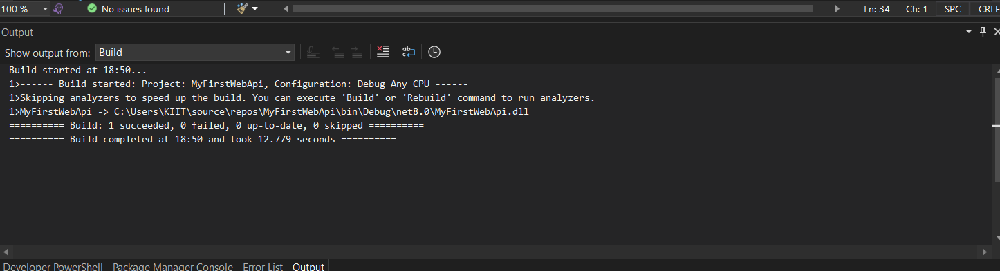 100 % No issues found Ln: 34 Ch: 1 SPC CRLF
Output
Show output from: Build
Build started at 18:50...
1>------ Build started: Project: MyFirstWebApi, Configuration: Debug Any CPU ------
1>Skipping analyzers to speed up the build. You can execute 'Build' or 'Rebuild' command to run analyzers.
1>MyFirstWebApi -> C:\Users\KIIT\source\repos\MyFirstWebApi\bin\Debug\net8.0\MyFirstWebApi.dll
========== Build: 1 succeeded, 0 failed, 0 up-to-date, 0 skipped ==========
========== Build completed at 18:50 and took 12.779 seconds ==========
Developer PowerShell Package Manager Console Error List Output